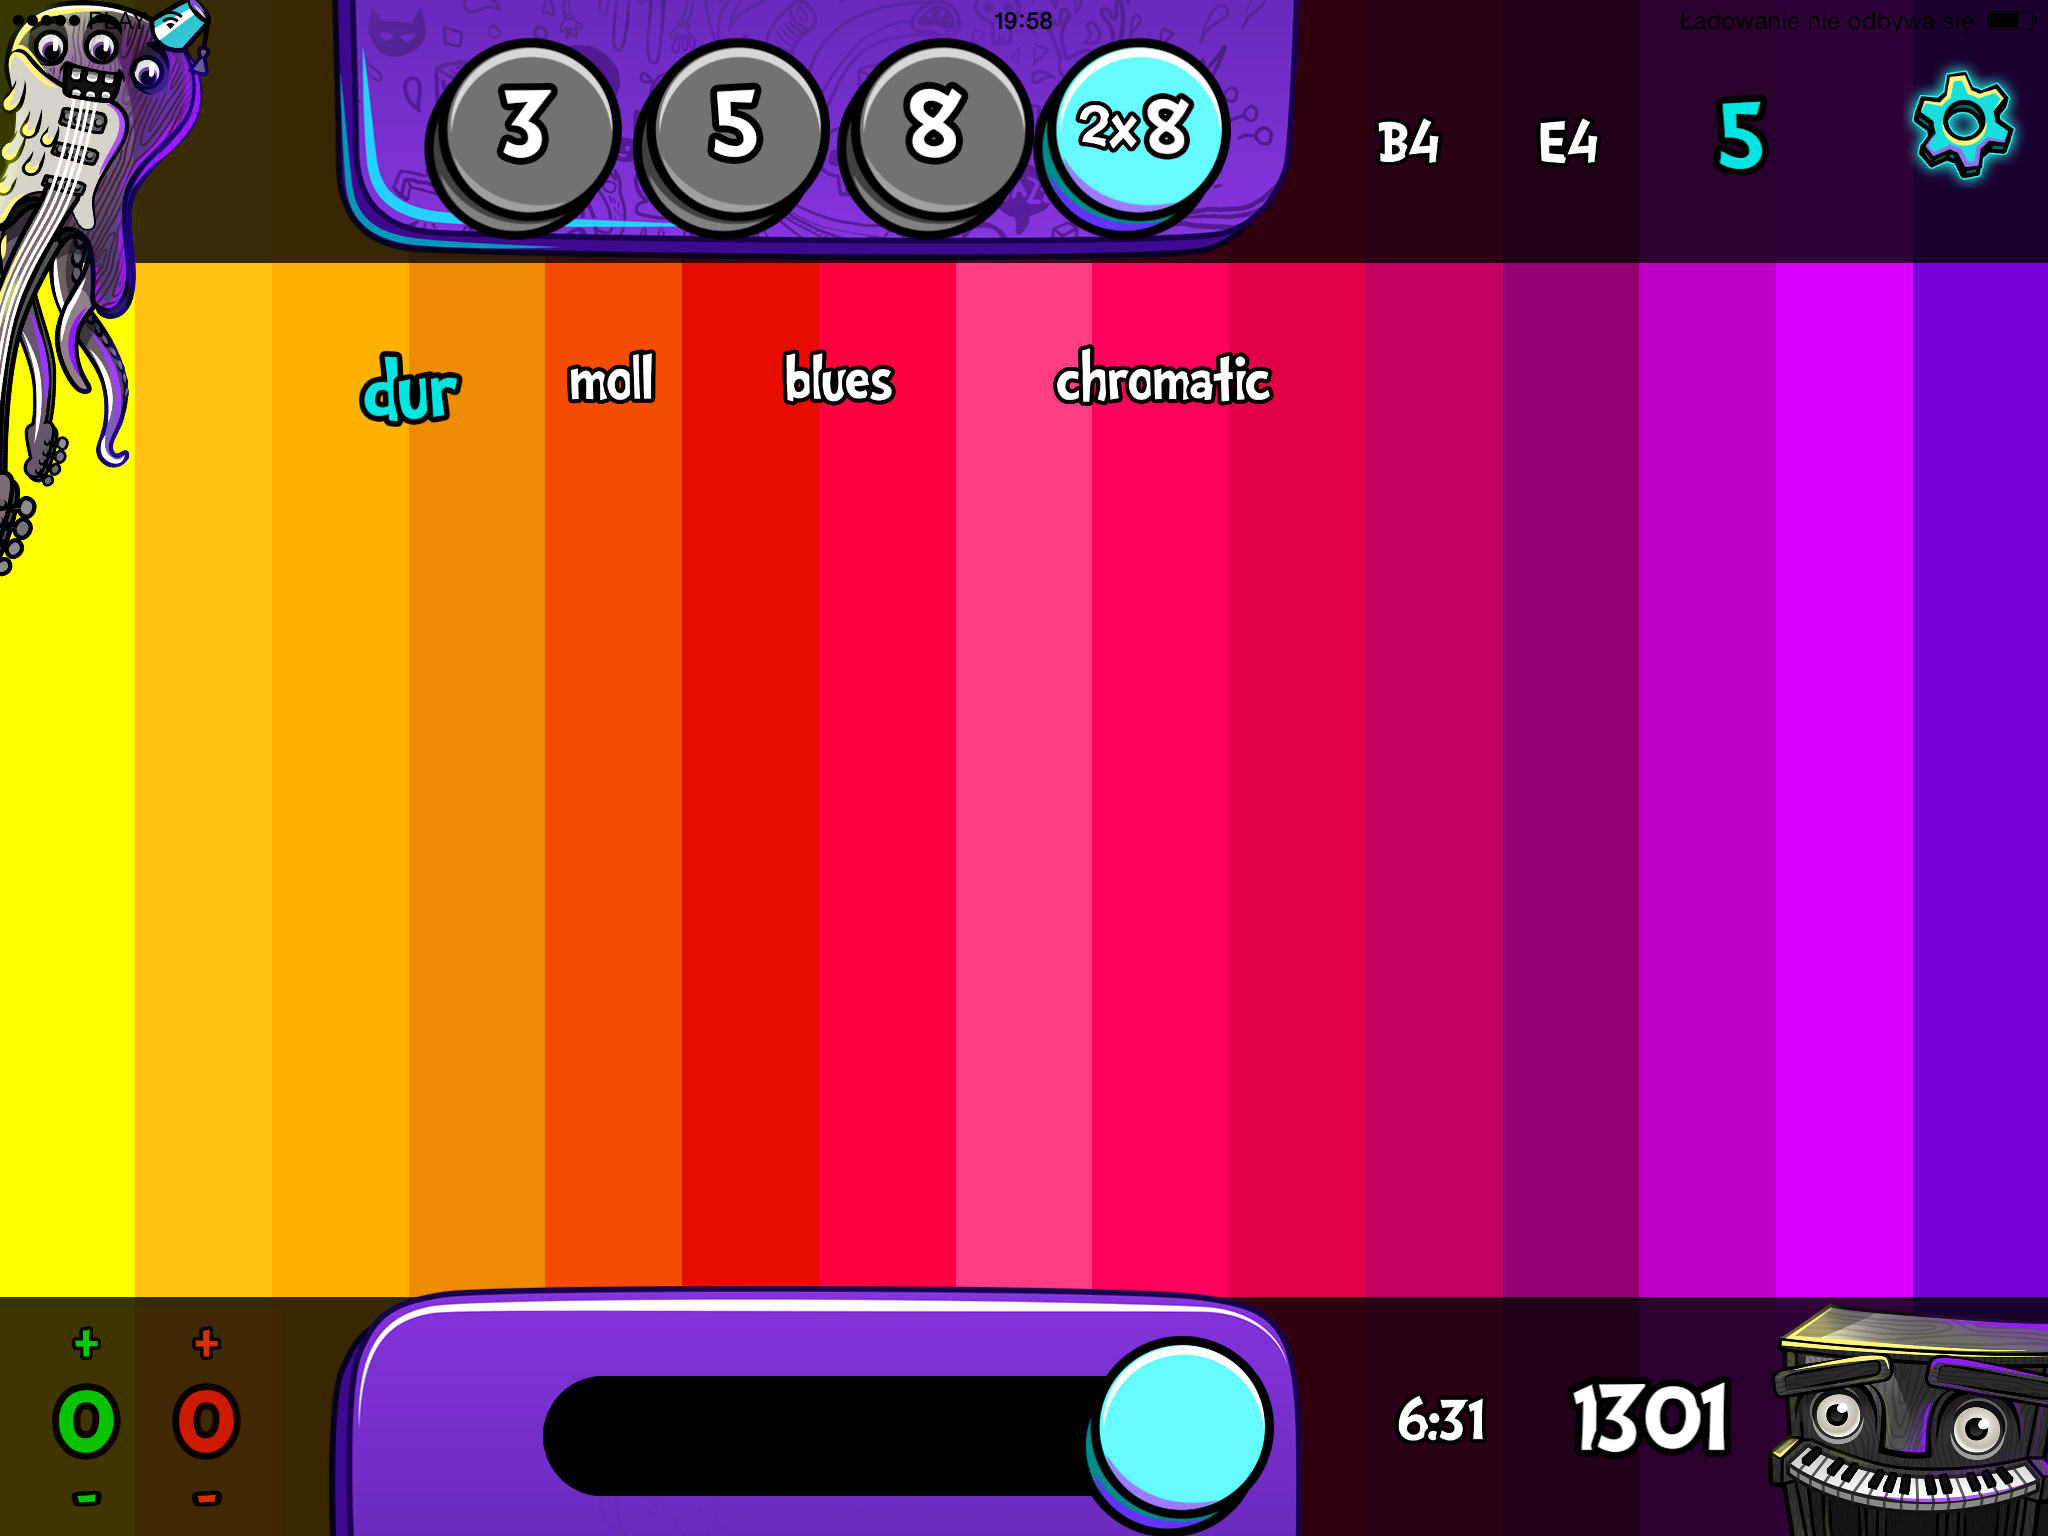 PLAY
19:58
Ładowanie nie odbywa się
3 5 8 2x8
B4 E4 5
dur moll blues chromatic
+ +
0 0
- -
6:31 1301